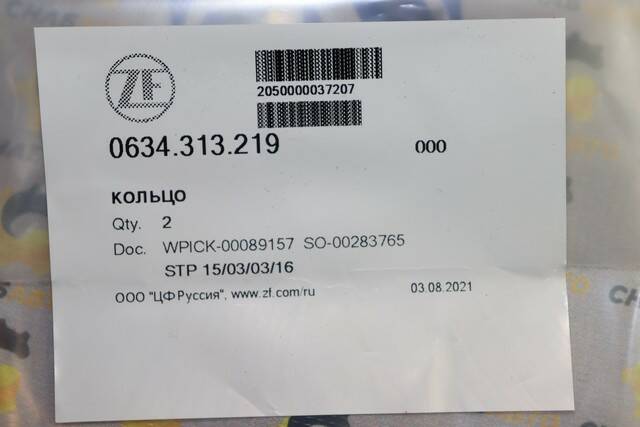 ZF
2050000037207
0634.313.219 000
кольцо
Qty. 2
Doc. WPICK-00089157 SO-00283765
STP 15/03/03/16
ООО "ЦФ Руссия", www.zf.com/ru 03.08.2021